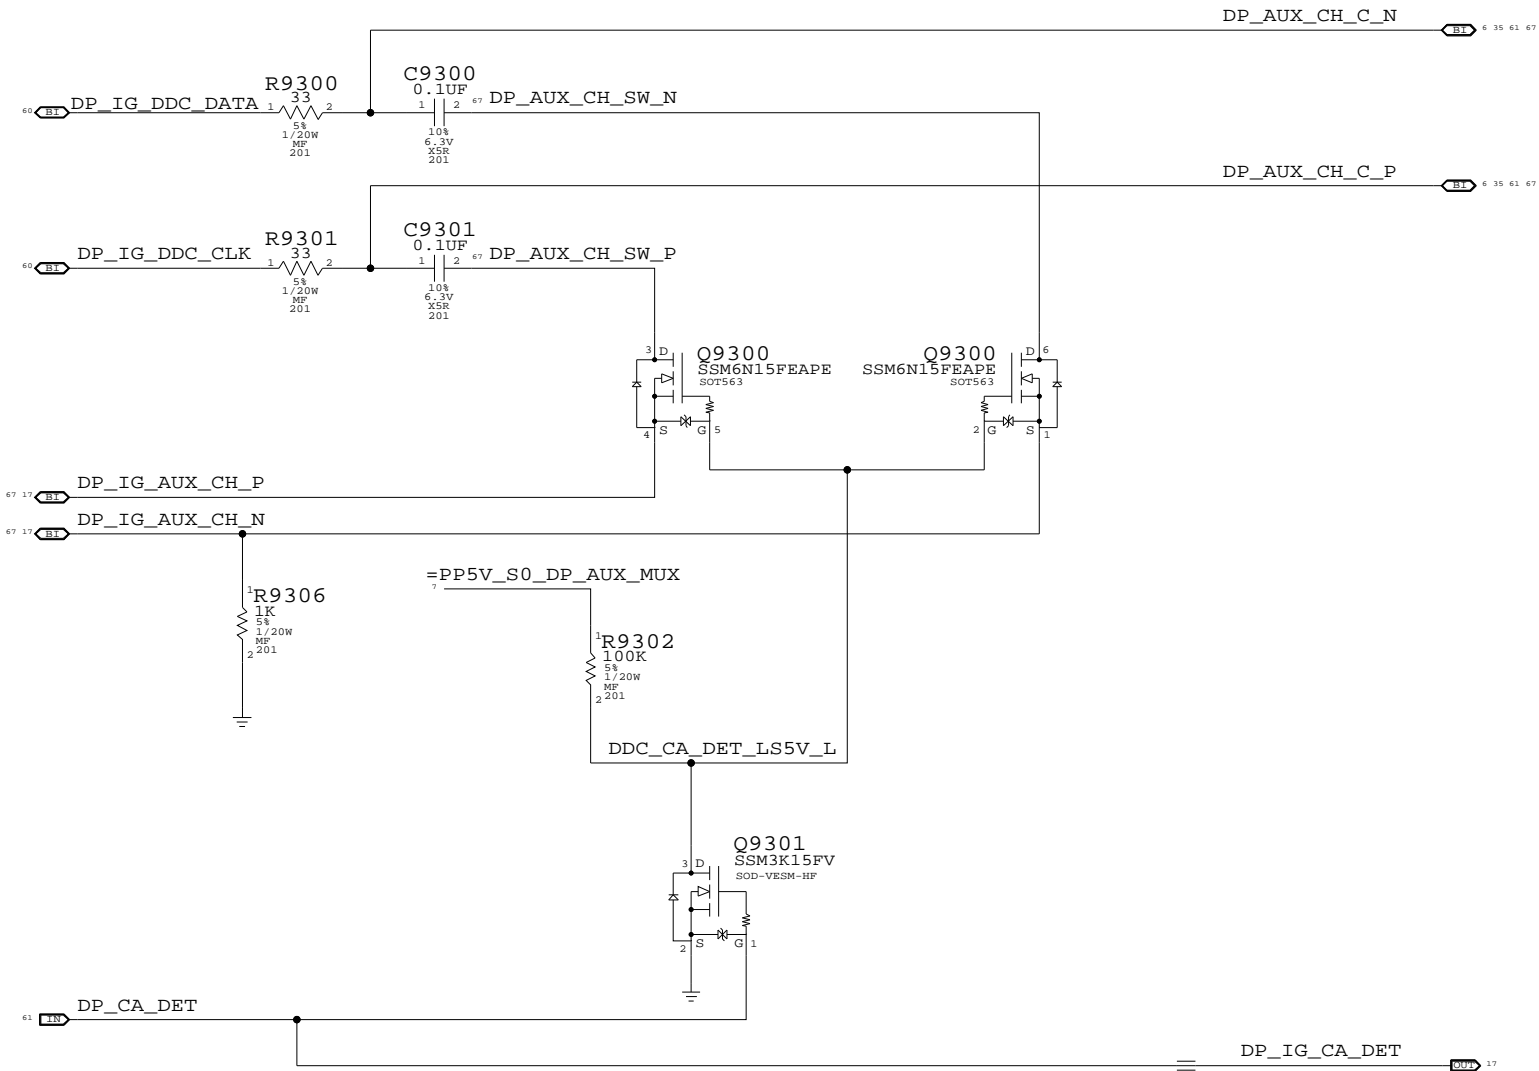 DP_AUX_CH_C_N
BI 6 35 61 67
R9300
33
60 BI DP_IG_DDC_DATA 1 2
5%
1/20W
MF
201
C9300
0.1UF
1 2 67 DP_AUX_CH_SW_N
10%
6.3V
X5R
201
DP_AUX_CH_C_P
BI 6 35 61 67
R9301
33
60 BI DP_IG_DDC_CLK 1 2
5%
1/20W
MF
201
C9301
0.1UF
1 2 67 DP_AUX_CH_SW_P
10%
6.3V
X5R
201
3 D Q9300
SSM6N15FEAPE
SOT563
4 S G 5
Q9300 D 6
SSM6N15FEAPE
SOT563
2 G S 1
67 17 BI DP_IG_AUX_CH_P
67 17 BI DP_IG_AUX_CH_N
=PP5V_S0_DP_AUX_MUX
7
1 R9306
1K
5%
1/20W
MF
2 201
1 R9302
100K
5%
1/20W
MF
2 201
DDC_CA_DET_LS5V_L
Q9301
3 D SSM3K15FV
SOD-VESM-HF
2 S G 1
61 IN DP_CA_DET
DP_IG_CA_DET
OUT 17